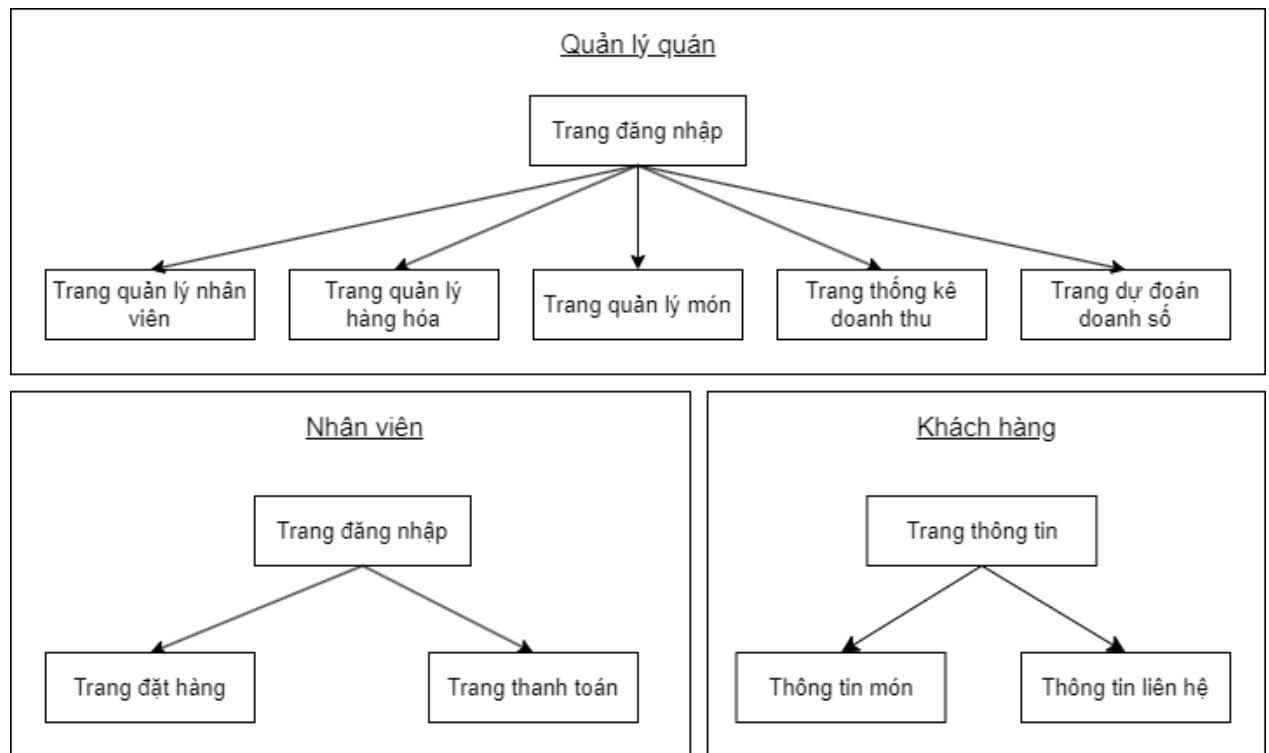 Quản lý quán
Trang đăng nhập
Trang quản lý nhân
viên
Trang quản lý
hàng hóa
Trang quản lý món
Trang thống kê
doanh thu
Trang dự đoán
doanh số
Nhân viên
Trang đăng nhập
Trang đặt hàng
Trang thanh toán
Khách hàng
Trang thông tin
Thông tin món
Thông tin liên hệ